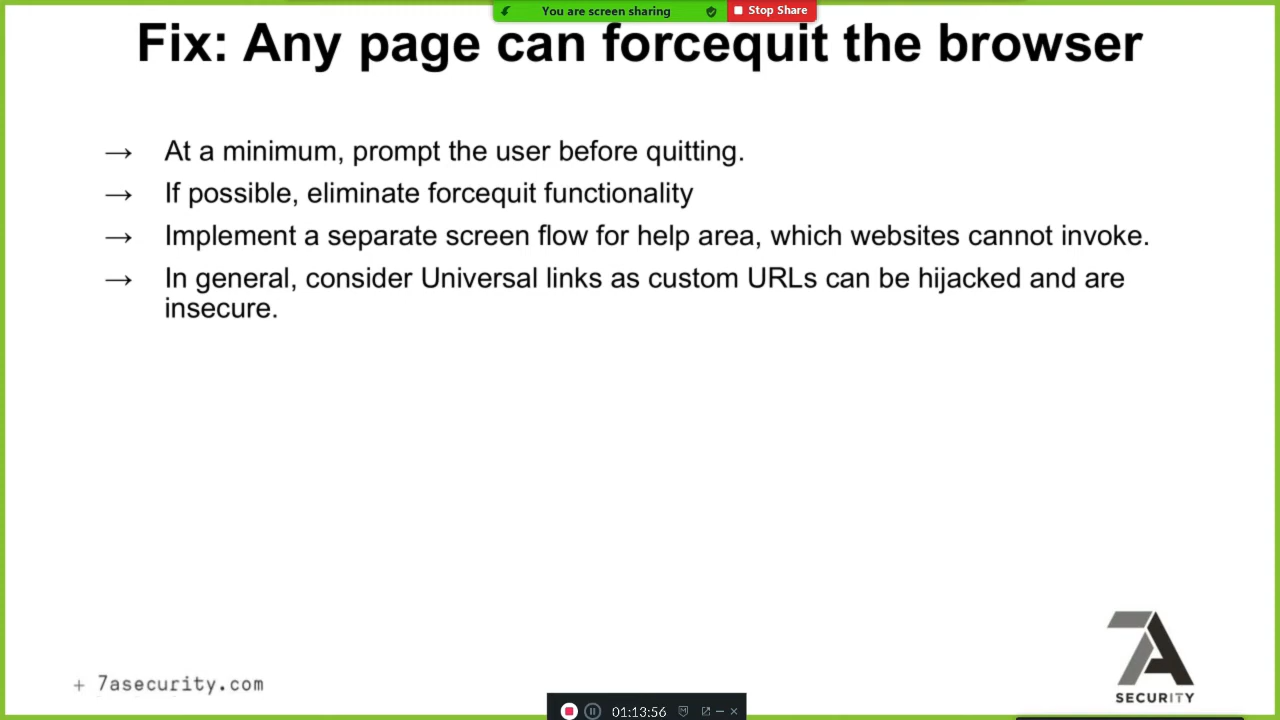 You are screen sharing
Stop Share
Fix: Any page can forcequit the browser
→ At a minimum, prompt the user before quitting.
→ If possible, eliminate forcequit functionality
→ Implement a separate screen flow for help area, which websites cannot invoke.
→ In general, consider Universal links as custom URLs can be hijacked and are
insecure.
+ 7asecurity.com
7A
SECURITY
01:13:56